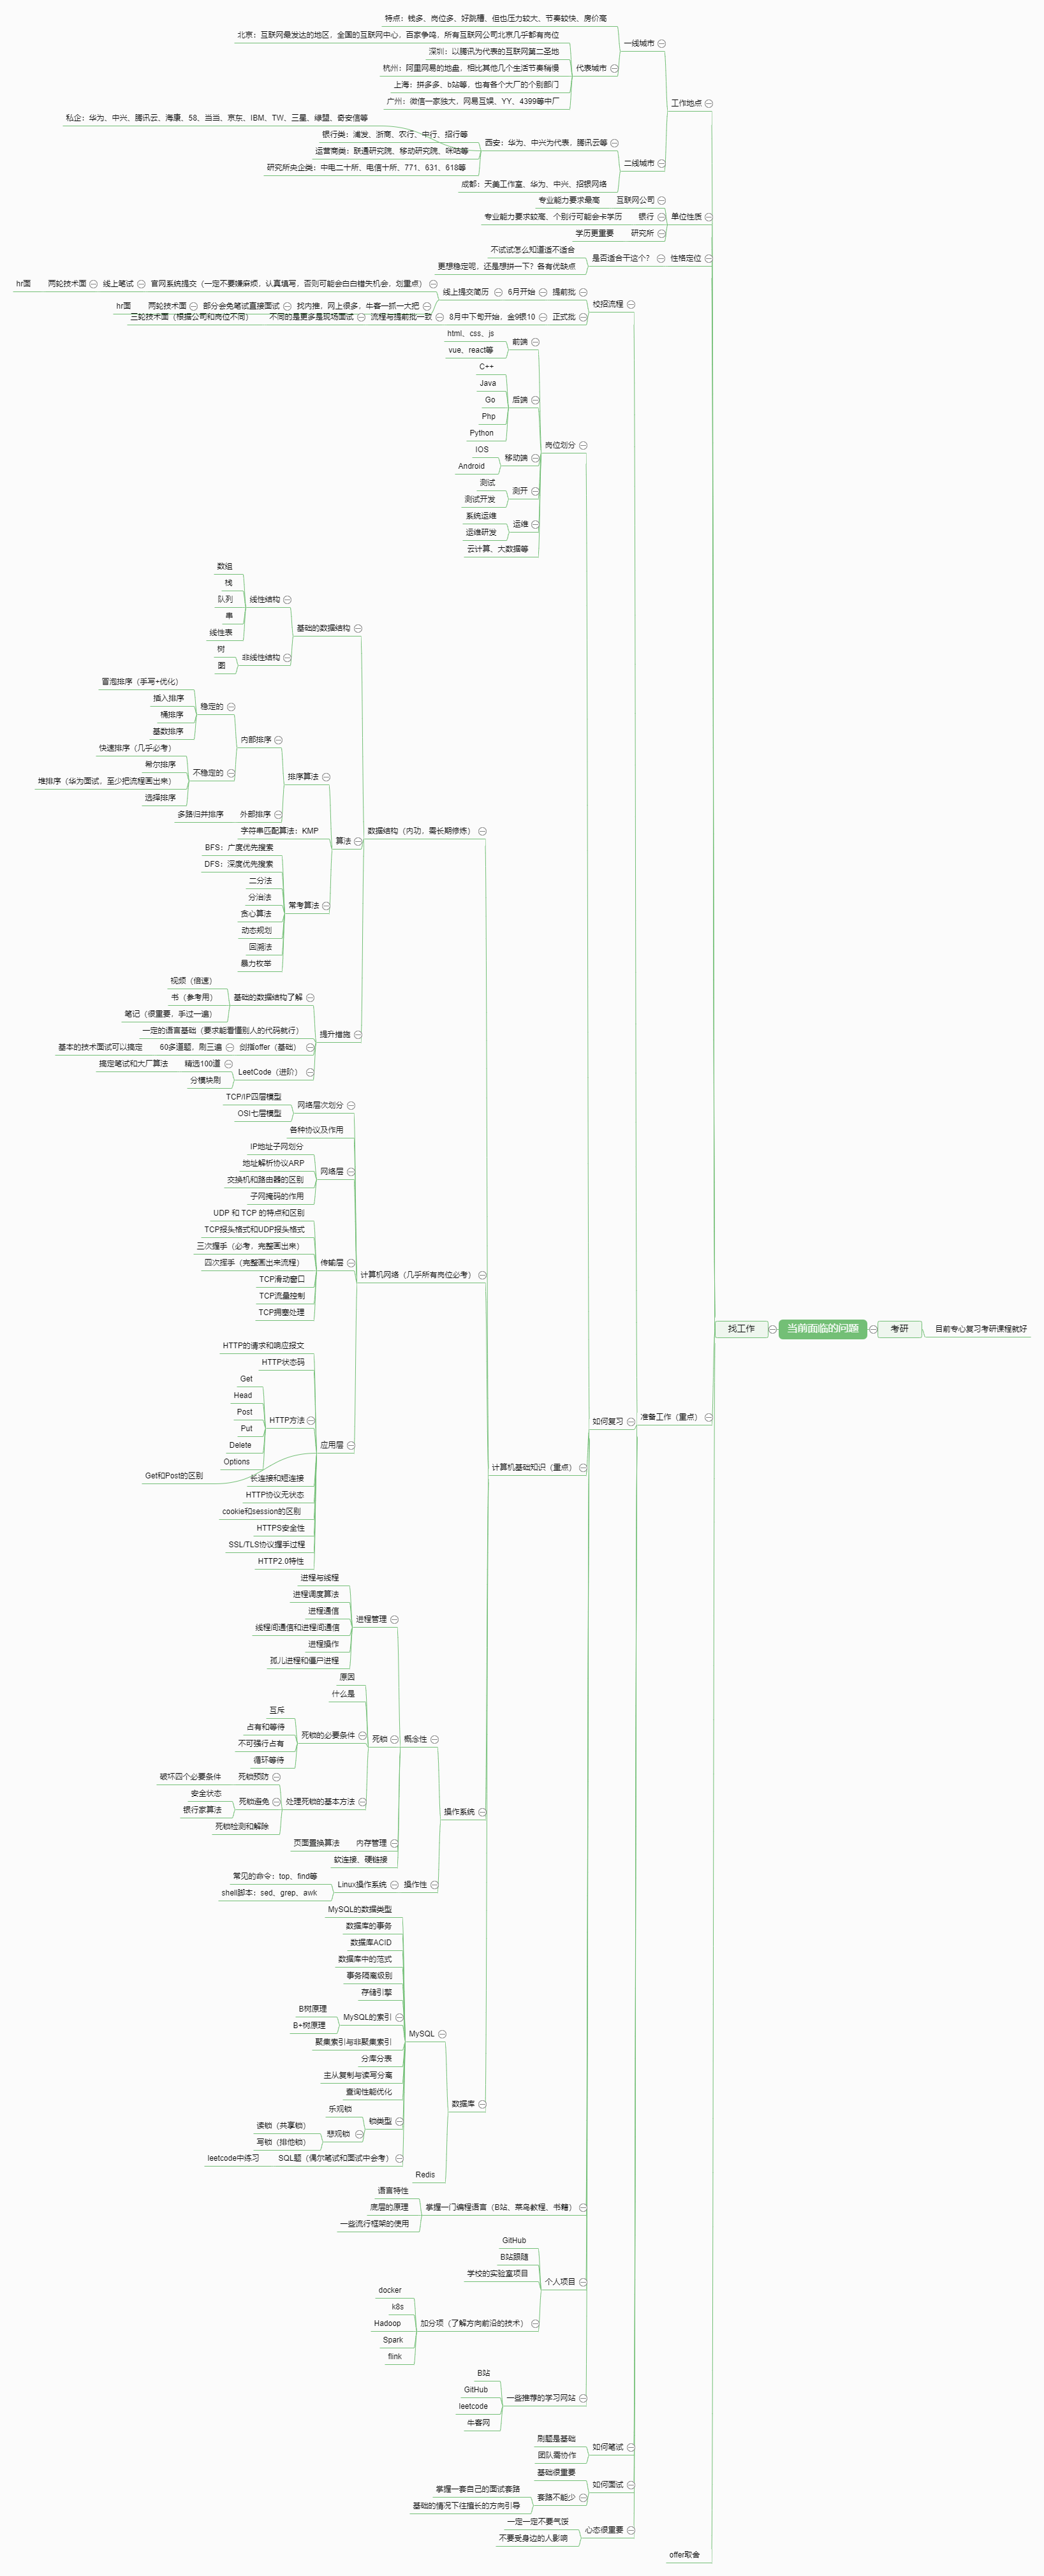 特点：钱多、岗位多、好跳槽、但也压力较大、节奏较快、房价高
一线城市
北京：互联网最发达的地区，全国的互联网中心，百家争鸣，所有互联网公司北京几乎都有岗位
深圳：以腾讯为代表的互联网第二圣地
杭州：阿里网易的地盘，相比其他几个生活节奏稍慢
代表城市
上海：拼多多、b站等，也有各个大厂的个别部门
广州：微信一家独大，网易互娱、YY、4399等中厂
工作地点
私企：华为、中兴、腾讯云、海康、58、当当、京东、IBM、TW、三星、绿盟、奇安信等
银行类：浦发、浙商、农行、中行、招行等
西安：华为、中兴为代表，腾讯云等
运营商类：联通研究院、移动研究院、咪咕等
二线城市
研究所央企类：中电二十所、电信十所、771、631、618等
成都：天美工作室、华为、中兴、招银网络
专业能力要求最高
互联网公司
专业能力要求较高、个别行可能会卡学历
银行
单位性质
学历更重要
研究所
不试试怎么知道适不适合
是否适合干这个？
性格定位
更想稳定呢，还是想拼一下？各有优缺点
hr面
两轮技术面
线上笔试
官网系统提交（一定不要嫌麻烦，认真填写，否则可能会白白错失机会，划重点）
线上提交简历
6月开始
提前批
校招流程
hr面
两轮技术面
部分会免笔试直接面试
找内推，网上很多，牛客一抓一大把
三轮技术面（根据公司和岗位不同）
不同的是更多是现场面试
流程与提前批一致
8月中下旬开始，金9银10
正式批
html、css、js
前端
vue、react等
C++
Java
Go
后端
Php
Python
岗位划分
IOS
移动端
Android
测试
测开
测试开发
系统运维
运维
运维研发
云计算、大数据等
数组
栈
队列
线性结构
串
线性表
基础的数据结构
树
非线性结构
图
冒泡排序（手写+优化）
插入排序
稳定的
桶排序
基数排序
内部排序
快速排序（几乎必考）
希尔排序
不稳定的
堆排序（华为面试，至少把流程画出来）
选择排序
排序算法
多路归并排序
外部排序
字符串匹配算法：KMP
算法
数据结构（内功，需长期修炼）
BFS：广度优先搜索
DFS：深度优先搜索
二分法
分治法
常考算法
贪心算法
动态规划
回溯法
暴力枚举
视频（倍速）
书（参考用）
基础的数据结构了解
笔记（很重要，手过一遍）
一定的语言基础（要求能看懂别人的代码就行）
提升措施
基本的技术面试可以搞定
60多道题，刷三遍
剑指offer（基础）
搞定笔试和大厂算法
精选100道
LeetCode（进阶）
分模块刷
TCP/IP四层模型
网络层次划分
OSI七层模型
各种协议及作用
IP地址子网划分
地址解析协议ARP
网络层
交换机和路由器的区别
子网掩码的作用
UDP 和 TCP 的特点和区别
TCP报头格式和UDP报头格式
三次握手（必考，完整画出来）
四次挥手（完整画出来流程）
传输层
TCP滑动窗口
TCP流量控制
TCP拥塞处理
计算机网络（几乎所有岗位必考）
HTTP的请求和响应报文
HTTP状态码
Get
Head
Post
HTTP方法
Put
Delete
Options
应用层
Get和Post的区别
长连接和短连接
HTTP协议无状态
cookie和session的区别
HTTPS安全性
SSL/TLS协议握手过程
HTTP2.0特性
找工作
当前面临的问题
考研
目前专心复习考研课程就好
如何复习
准备工作（重点）
计算机基础知识（重点）
进程与线程
进程调度算法
进程通信
进程管理
线程间通信和进程间通信
进程操作
孤儿进程和僵尸进程
原因
什么是
互斥
占有和等待
死锁的必要条件
死锁
概念性
不可强行占有
循环等待
破坏四个必要条件
死锁预防
安全状态
死锁避免
处理死锁的基本方法
银行家算法
死锁检测和解除
操作系统
页面置换算法
内存管理
软连接、硬链接
常见的命令：top、find等
Linux操作系统
操作性
shell脚本：sed、grep、awk
MySQL的数据类型
数据库的事务
数据库ACID
数据库中的范式
事务隔离级别
存储引擎
B树原理
MySQL的索引
B+树原理
MySQL
聚集索引与非聚集索引
分库分表
主从复制与读写分离
查询性能优化
数据库
乐观锁
锁类型
读锁（共享锁）
悲观锁
写锁（排他锁）
leetcode中练习
SQL题（偶尔笔试和面试中会考）
Redis
语言特性
底层的原理
掌握一门编程语言（B站、菜鸟教程、书籍）
一些流行框架的使用
GitHub
B站跟随
学校的实验室项目
个人项目
docker
k8s
Hadoop
加分项（了解方向前沿的技术）
Spark
flink
B站
GitHub
一些推荐的学习网站
leetcode
牛客网
刷题是基础
如何笔试
团队需协作
基础很重要
如何面试
掌握一套自己的面试套路
套路不能少
基础的情况下往擅长的方向引导
一定一定不要气馁
心态很重要
不要受身边的人影响
offer取舍